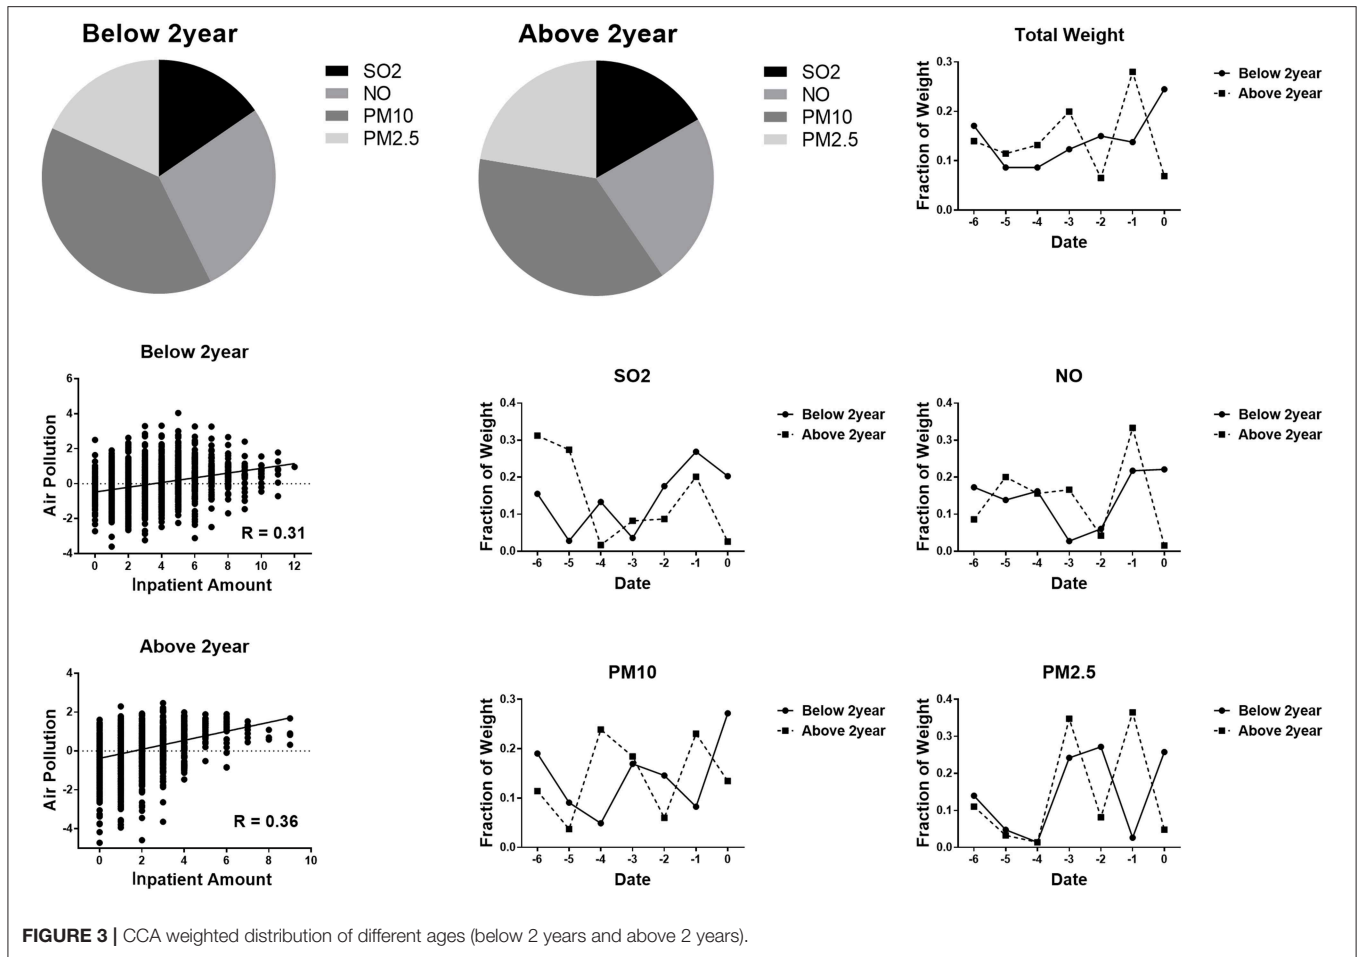 Below 2year
SO2
NO
PM10
PM2.5
Above 2year
SO2
NO
PM10
PM2.5
Total Weight
Fraction of Weight
0.3
0.2
0.1
0.0
-6 -5 -4 -3 -2 -1 0
Date
Below 2year
Above 2year
Below 2year
Air Pollution
6
4
2
0
-2
-4
R = 0.31
0 2 4 6 8 10 12
Inpatient Amount
SO2
Fraction of Weight
0.4
0.3
0.2
0.1
0.0
-6 -5 -4 -3 -2 -1 0
Date
Below 2year
Above 2year
NO
Fraction of Weight
0.4
0.3
0.2
0.1
0.0
-6 -5 -4 -3 -2 -1 0
Date
Below 2year
Above 2year
Above 2year
Air Pollution
4
2
0
-2
-4
R = 0.36
0 2 4 6 8 10
Inpatient Amount
PM10
Fraction of Weight
0.3
0.2
0.1
0.0
-6 -5 -4 -3 -2 -1 0
Date
Below 2year
Above 2year
PM2.5
Fraction of Weight
0.4
0.3
0.2
0.1
0.0
-6 -5 -4 -3 -2 -1 0
Date
Below 2year
Above 2year
FIGURE 3 | CCA weighted distribution of different ages (below 2 years and above 2 years).